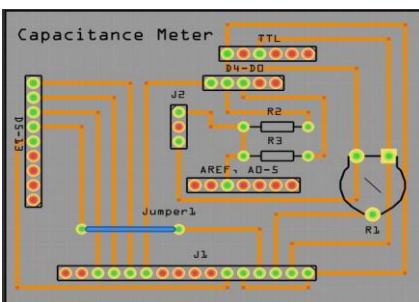 Capacitance Meter
TTL
D4-D0
J2
D5-13
R2
R3
AREF, A0-5
Jumper1
R1
J1